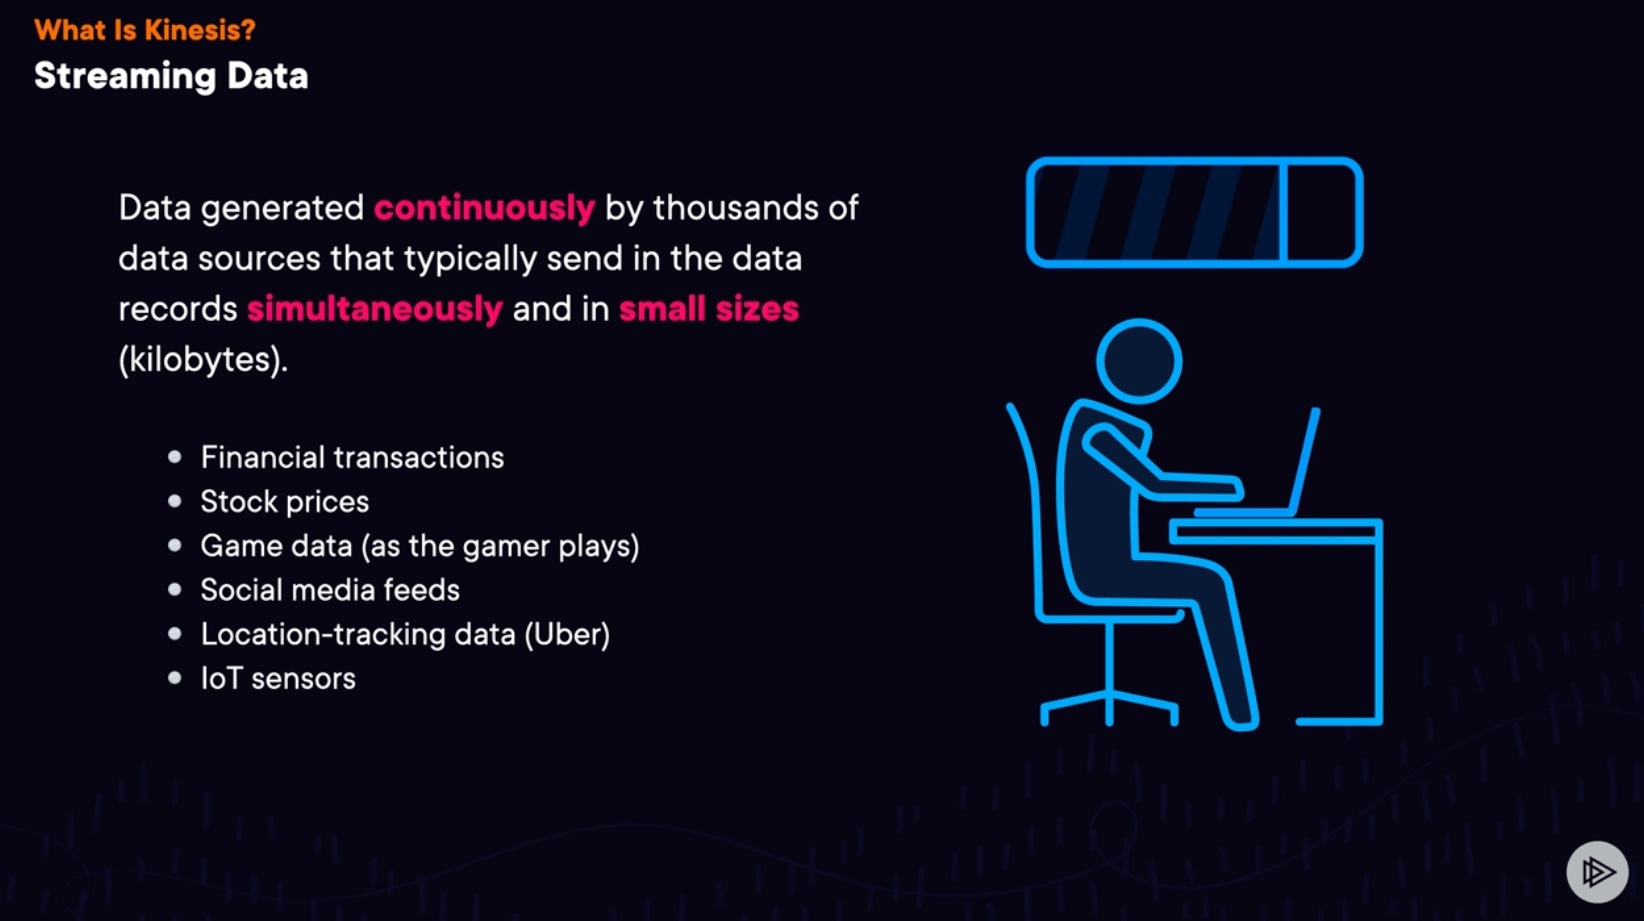 What Is Kinesis?
Streaming Data
Data generated continuously by thousands of
data sources that typically send in the data
records simultaneously and in small sizes
(kilobytes).
• Financial transactions
• Stock prices
• Game data (as the gamer plays)
• Social media feeds
• Location-tracking data (Uber)
• IoT sensors